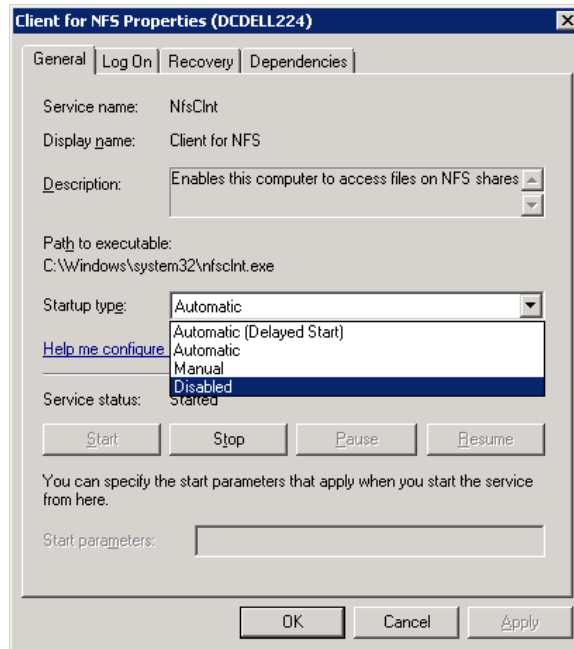 Client for NFS Properties (DCDELL224)
General Log On Recovery Dependencies
Service name: NfsClnt
Display name: Client for NFS
Description: Enables this computer to access files on NFS shares
Path to executable:
C:\Windows\system32\nfsclnt.exe
Startup type: Automatic
Automatic (Delayed Start)
Help me configure Automatic
Manual
Disabled
Service status: Started
Start Stop Pause Resume
You can specify the start parameters that apply when you start the service
from here.
Start parameters:
OK Cancel Apply